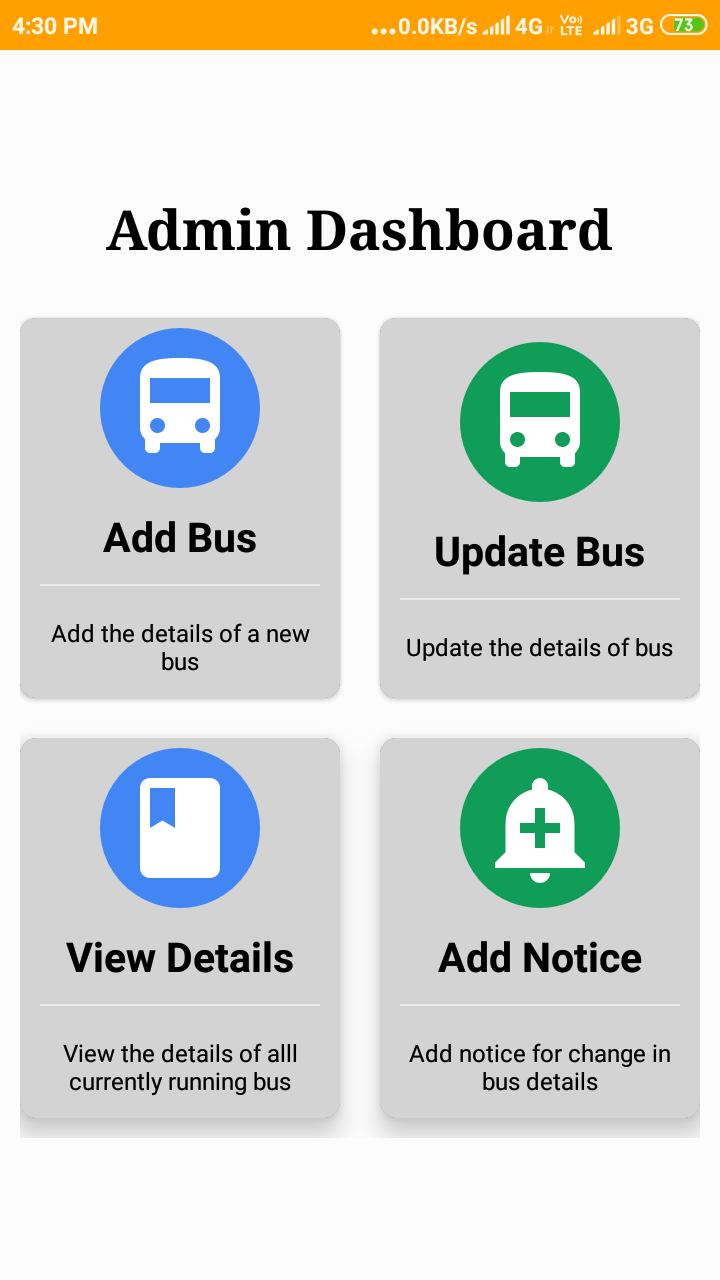 4:30 PM ...0.0KB/s 4G Vo)) LTE 3G 73
Admin Dashboard
Add Bus
Add the details of a new
bus
Update Bus
Update the details of bus
View Details
View the details of alll
currently running bus
Add Notice
Add notice for change in
bus details